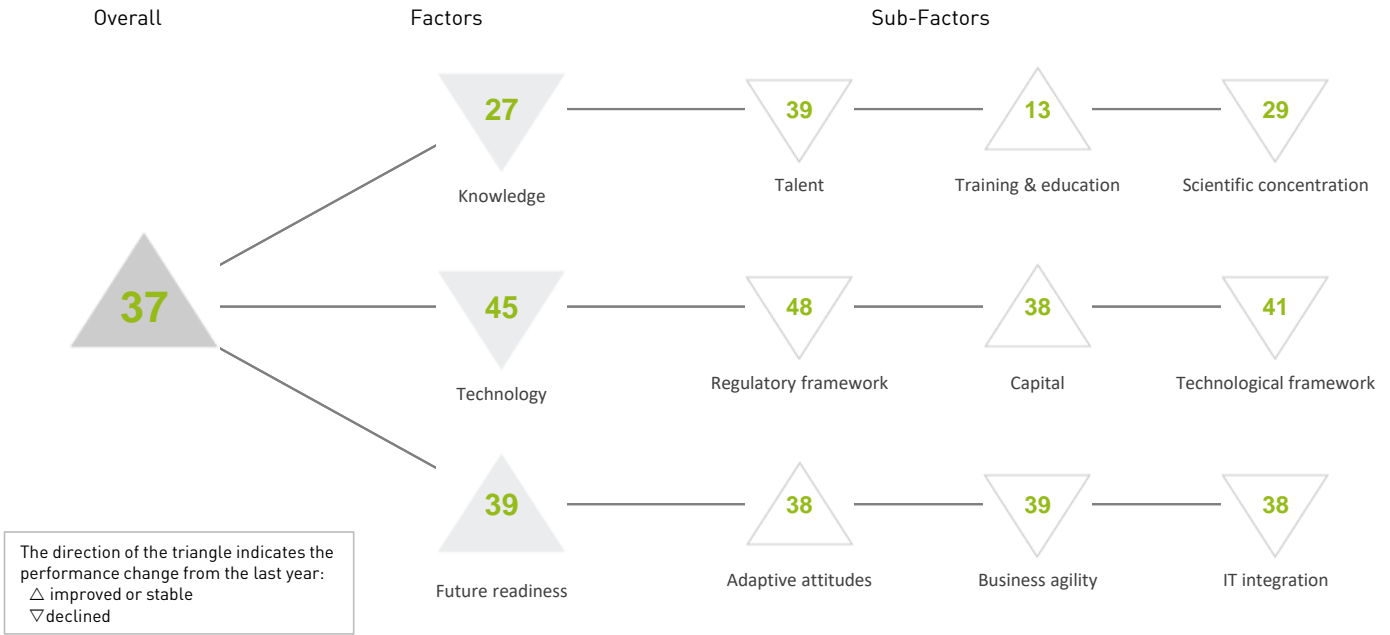 Overall Factors Sub-Factors
27 39 13 29
Knowledge Talent Training & education Scientific concentration
37
45 48 38 41
Technology Regulatory framework Capital Technological framework
39 38 39 38
Future readiness Adaptive attitudes Business agility IT integration
The direction of the triangle indicates the
performance change from the last year:
△ improved or stable
▽declined